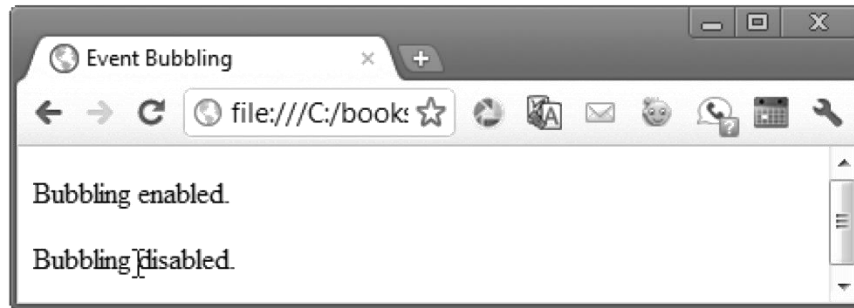 Event Bubbling
file:///C:/books
Bubbling enabled.
Bubbling disabled.